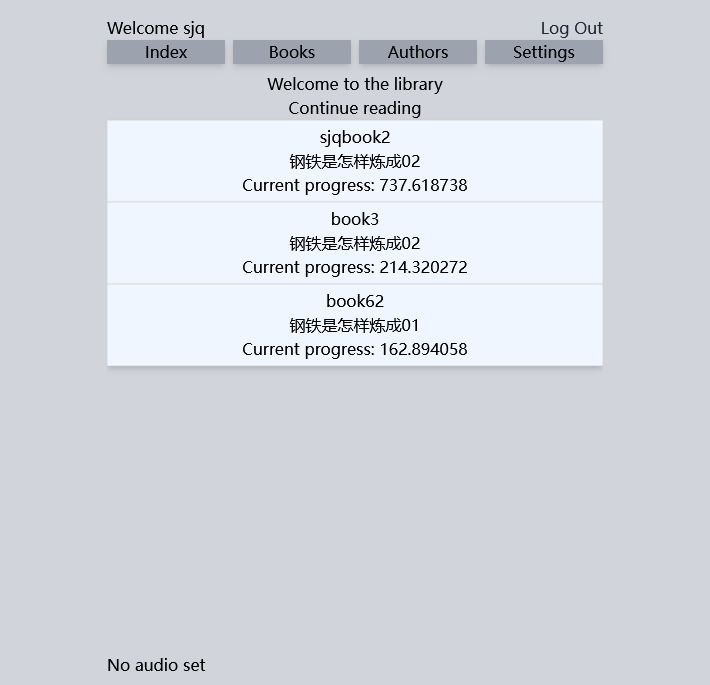 Welcome sjq Log Out
Index Books Authors Settings
Welcome to the library
Continue reading
sjqbook2
钢铁是怎样炼成02
Current progress: 737.618738
book3
钢铁是怎样炼成02
Current progress: 214.320272
book62
钢铁是怎样炼成01
Current progress: 162.894058
No audio set